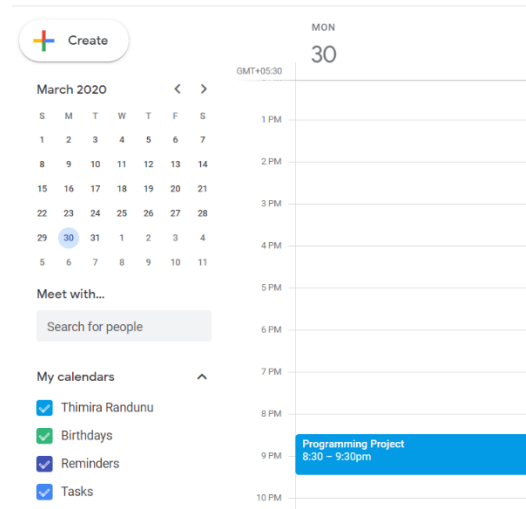 Create
March 2020
S M T W T F S
1 2 3 4 5 6 7
8 9 10 11 12 13 14
15 16 17 18 19 20 21
22 23 24 25 26 27 28
29 30 31 1 2 3 4
5 6 7 8 9 10 11
Meet with...
Search for people
My calendars
Thimira Randunu
Birthdays
Reminders
Tasks
MON
30
GMT+05:30
1 PM
2 PM
3 PM
4 PM
5 PM
6 PM
7 PM
8 PM
9 PM
10 PM
Programming Project
8:30 – 9:30pm